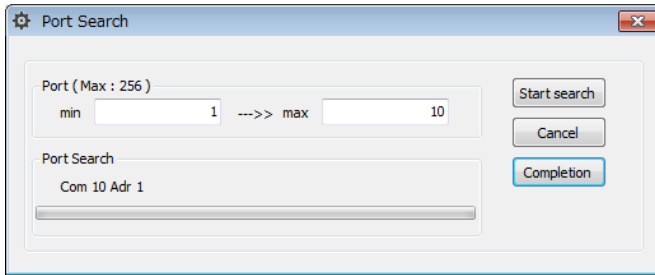 Port Search
Port ( Max : 256 )
min 1 --->> max 10
Start search
Cancel
Port Search
Completion
Com 10 Adr 1